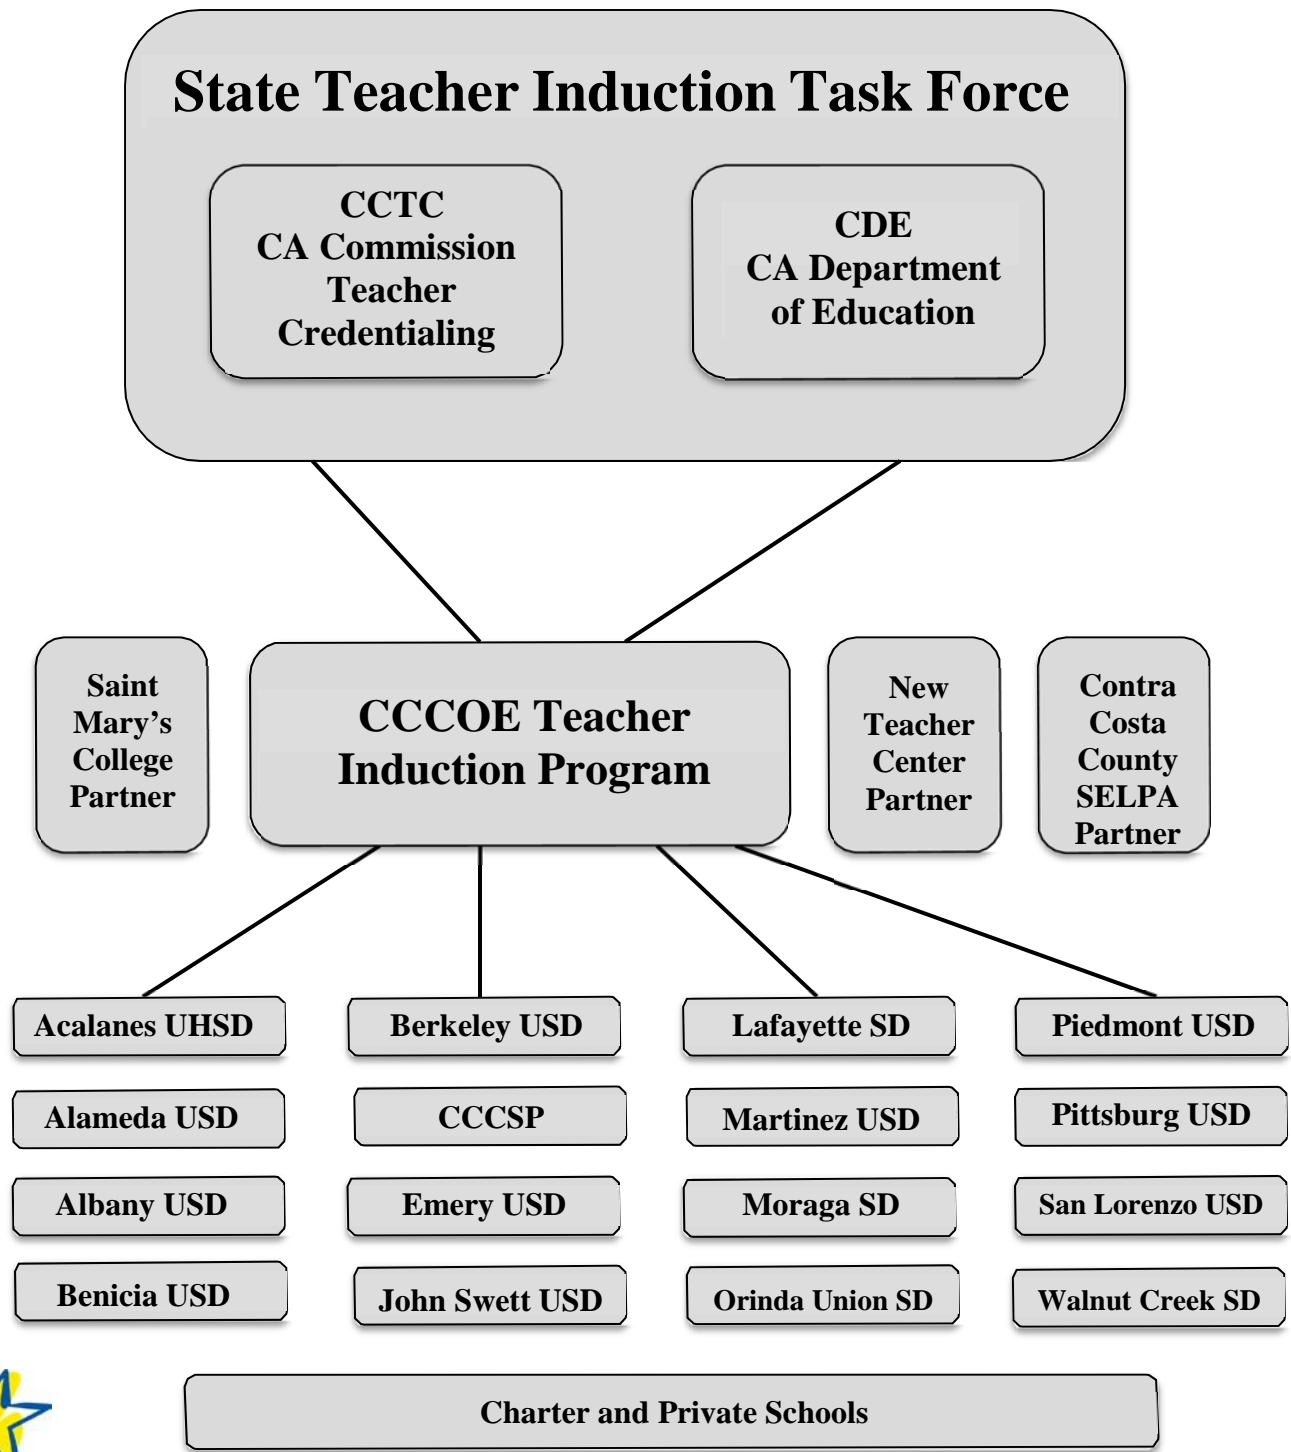 State Teacher Induction Task Force
CCTC
CA Commission
Teacher
Credentialing
CDE
CA Department
of Education
Saint
Mary’s
College
Partner
CCCOE Teacher
Induction Program
New
Teacher
Center
Partner
Contra
Costa
County
SELPA
Partner
Acalanes UHSD
Berkeley USD
Lafayette SD
Piedmont USD
Alameda USD
CCCSP
Martinez USD
Pittsburg USD
Albany USD
Emery USD
Moraga SD
San Lorenzo USD
Benicia USD
John Swett USD
Orinda Union SD
Walnut Creek SD
Charter and Private Schools